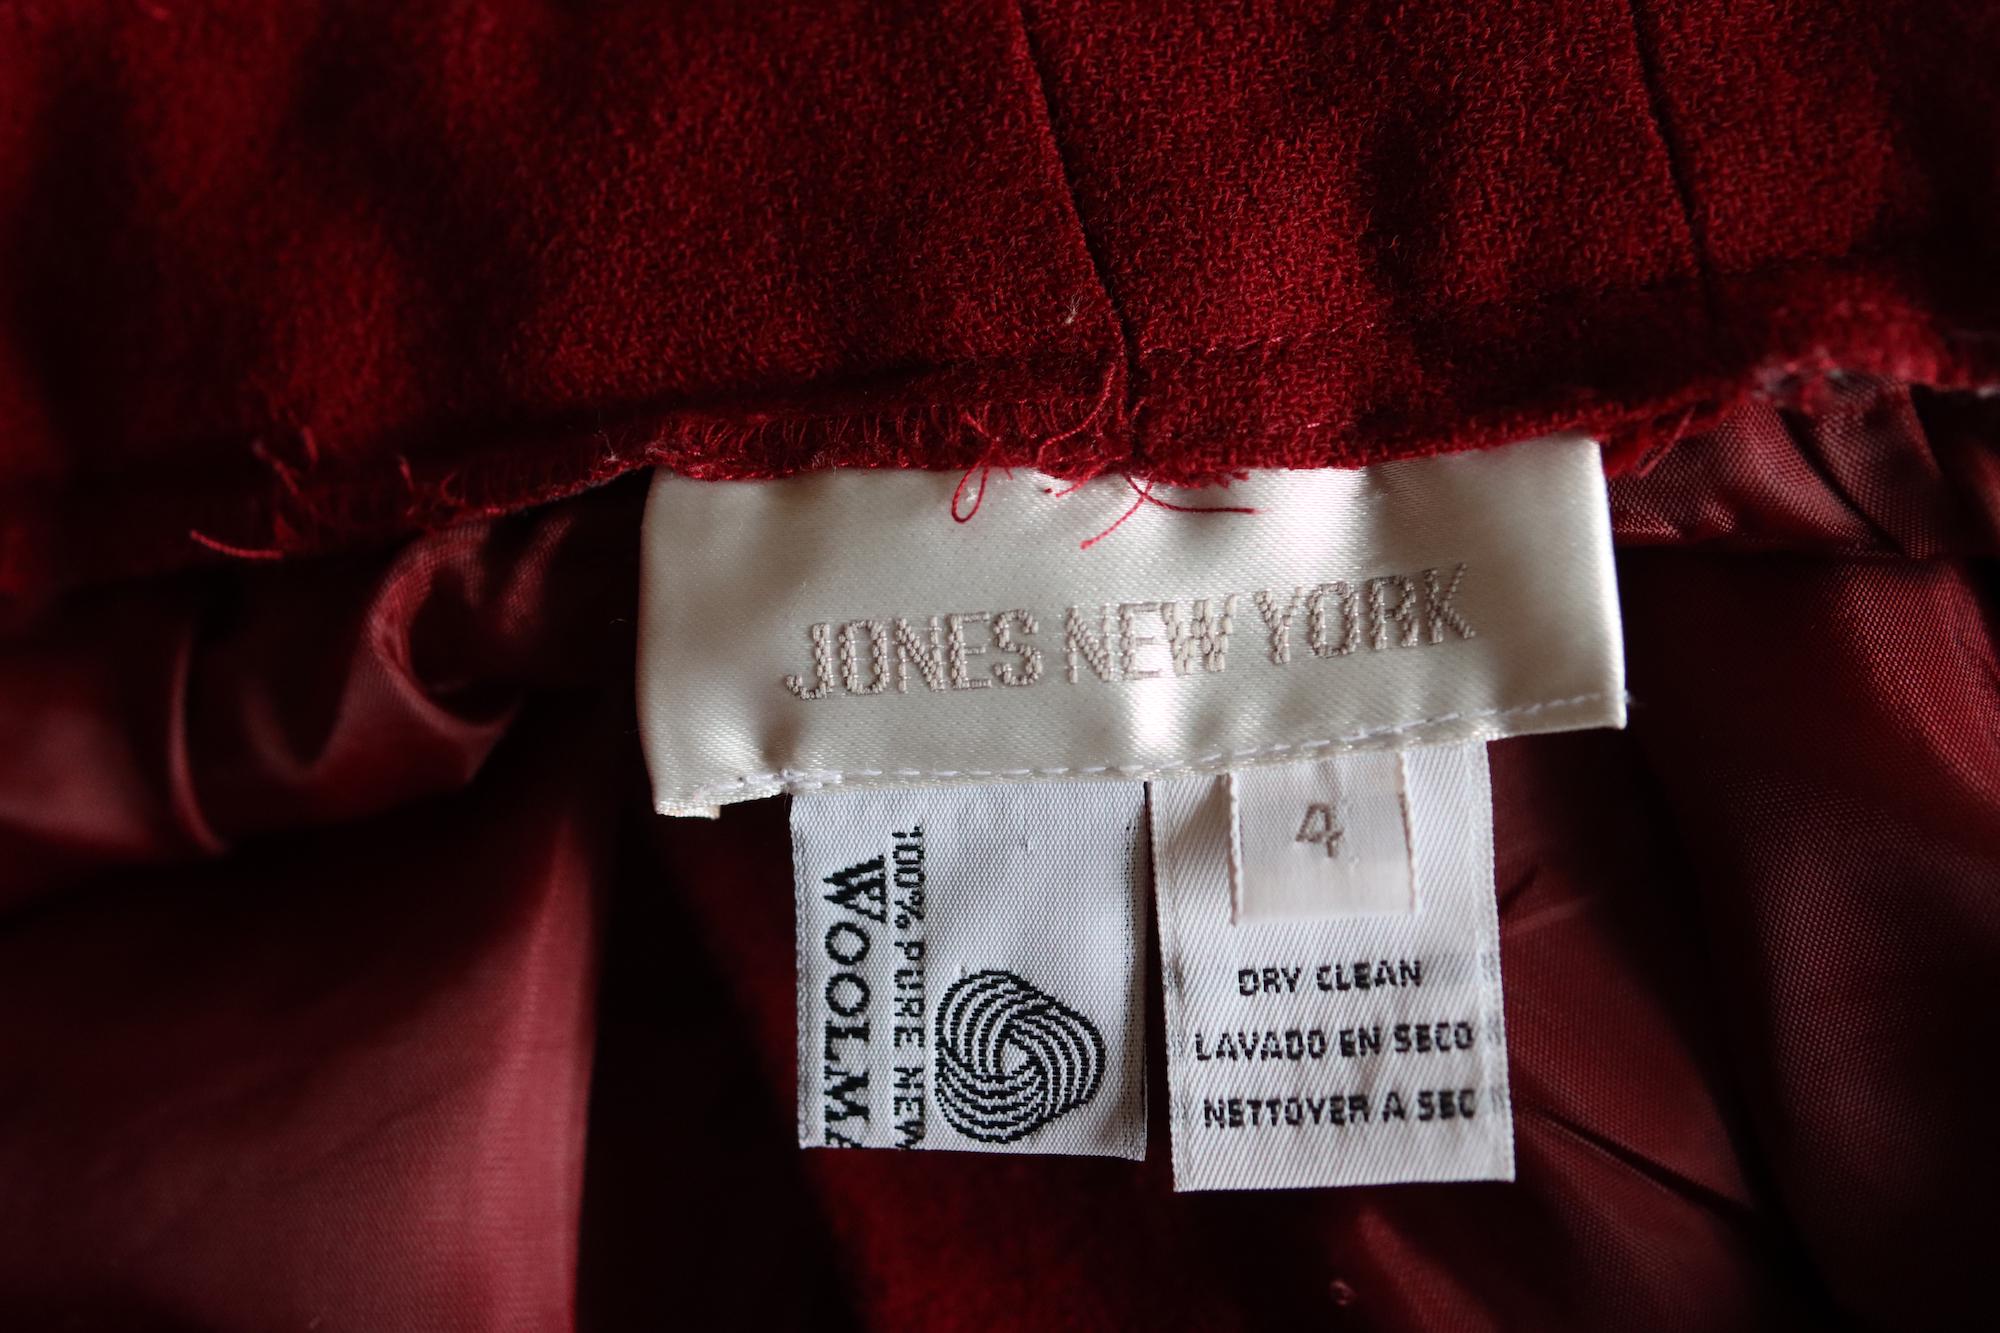 JONES NEW YORK
100% PURE NEW
WOOLMA
4
DRY CLEAN
LAVADO EN SECO
NETTOYER A SEC